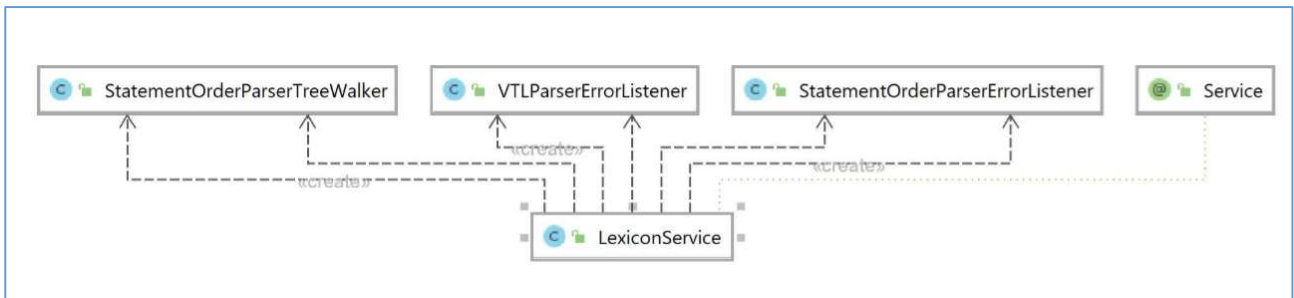 C StatementOrderParserTreeWalker
C VTLParserErrorListener
C StatementOrderParserErrorListener
@ Service
«create»
«create»
«create»
C LexiconService